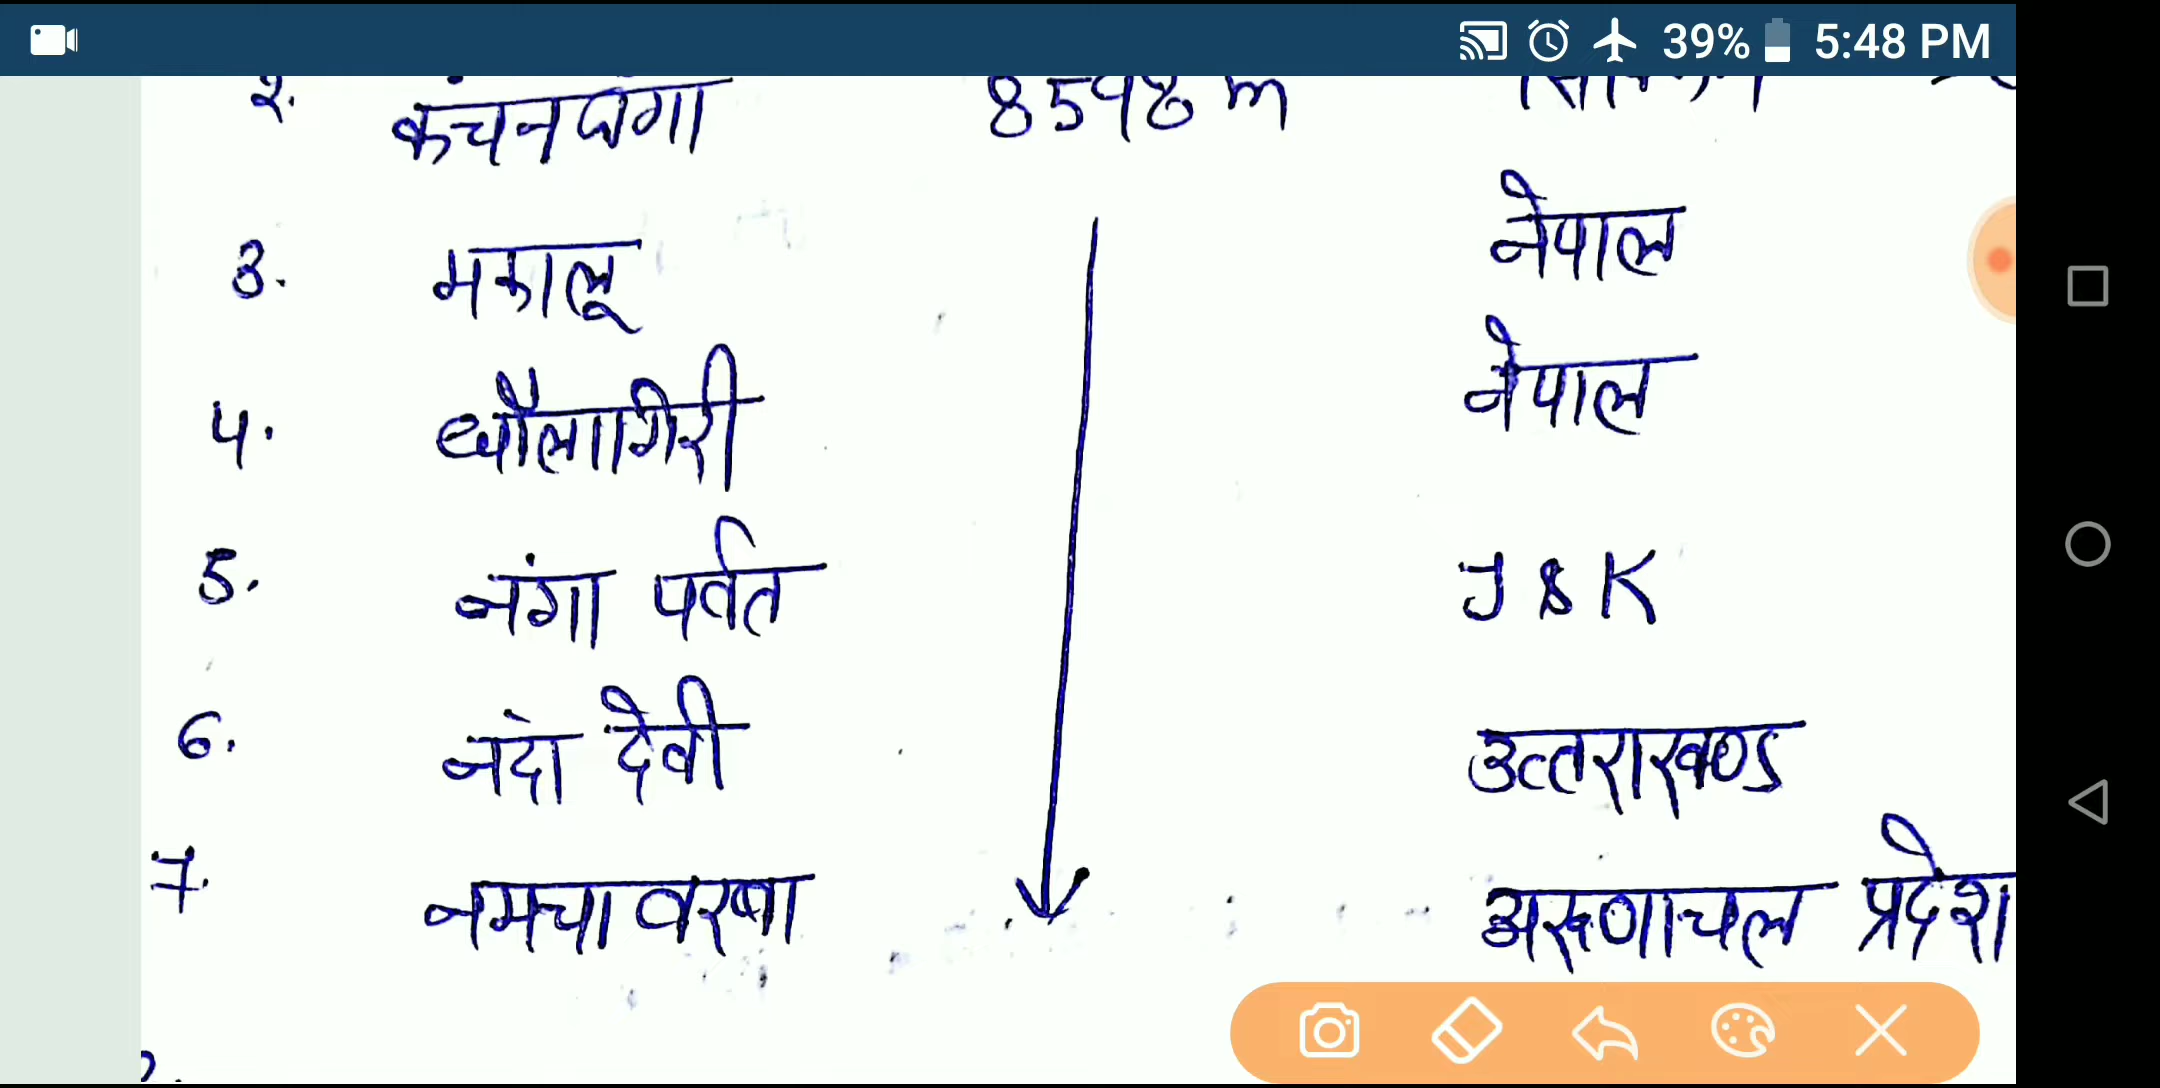 39% 5:48 PM
2. कंचनजंगा 8598 m
3. मकालू नेपाल
4. धौलागिरी नेपाल
5. नंगा पर्वत J & K
6. नंदा देवी उत्तराखण्ड
7. नमचा वरबा अरूणाचल प्रदेश